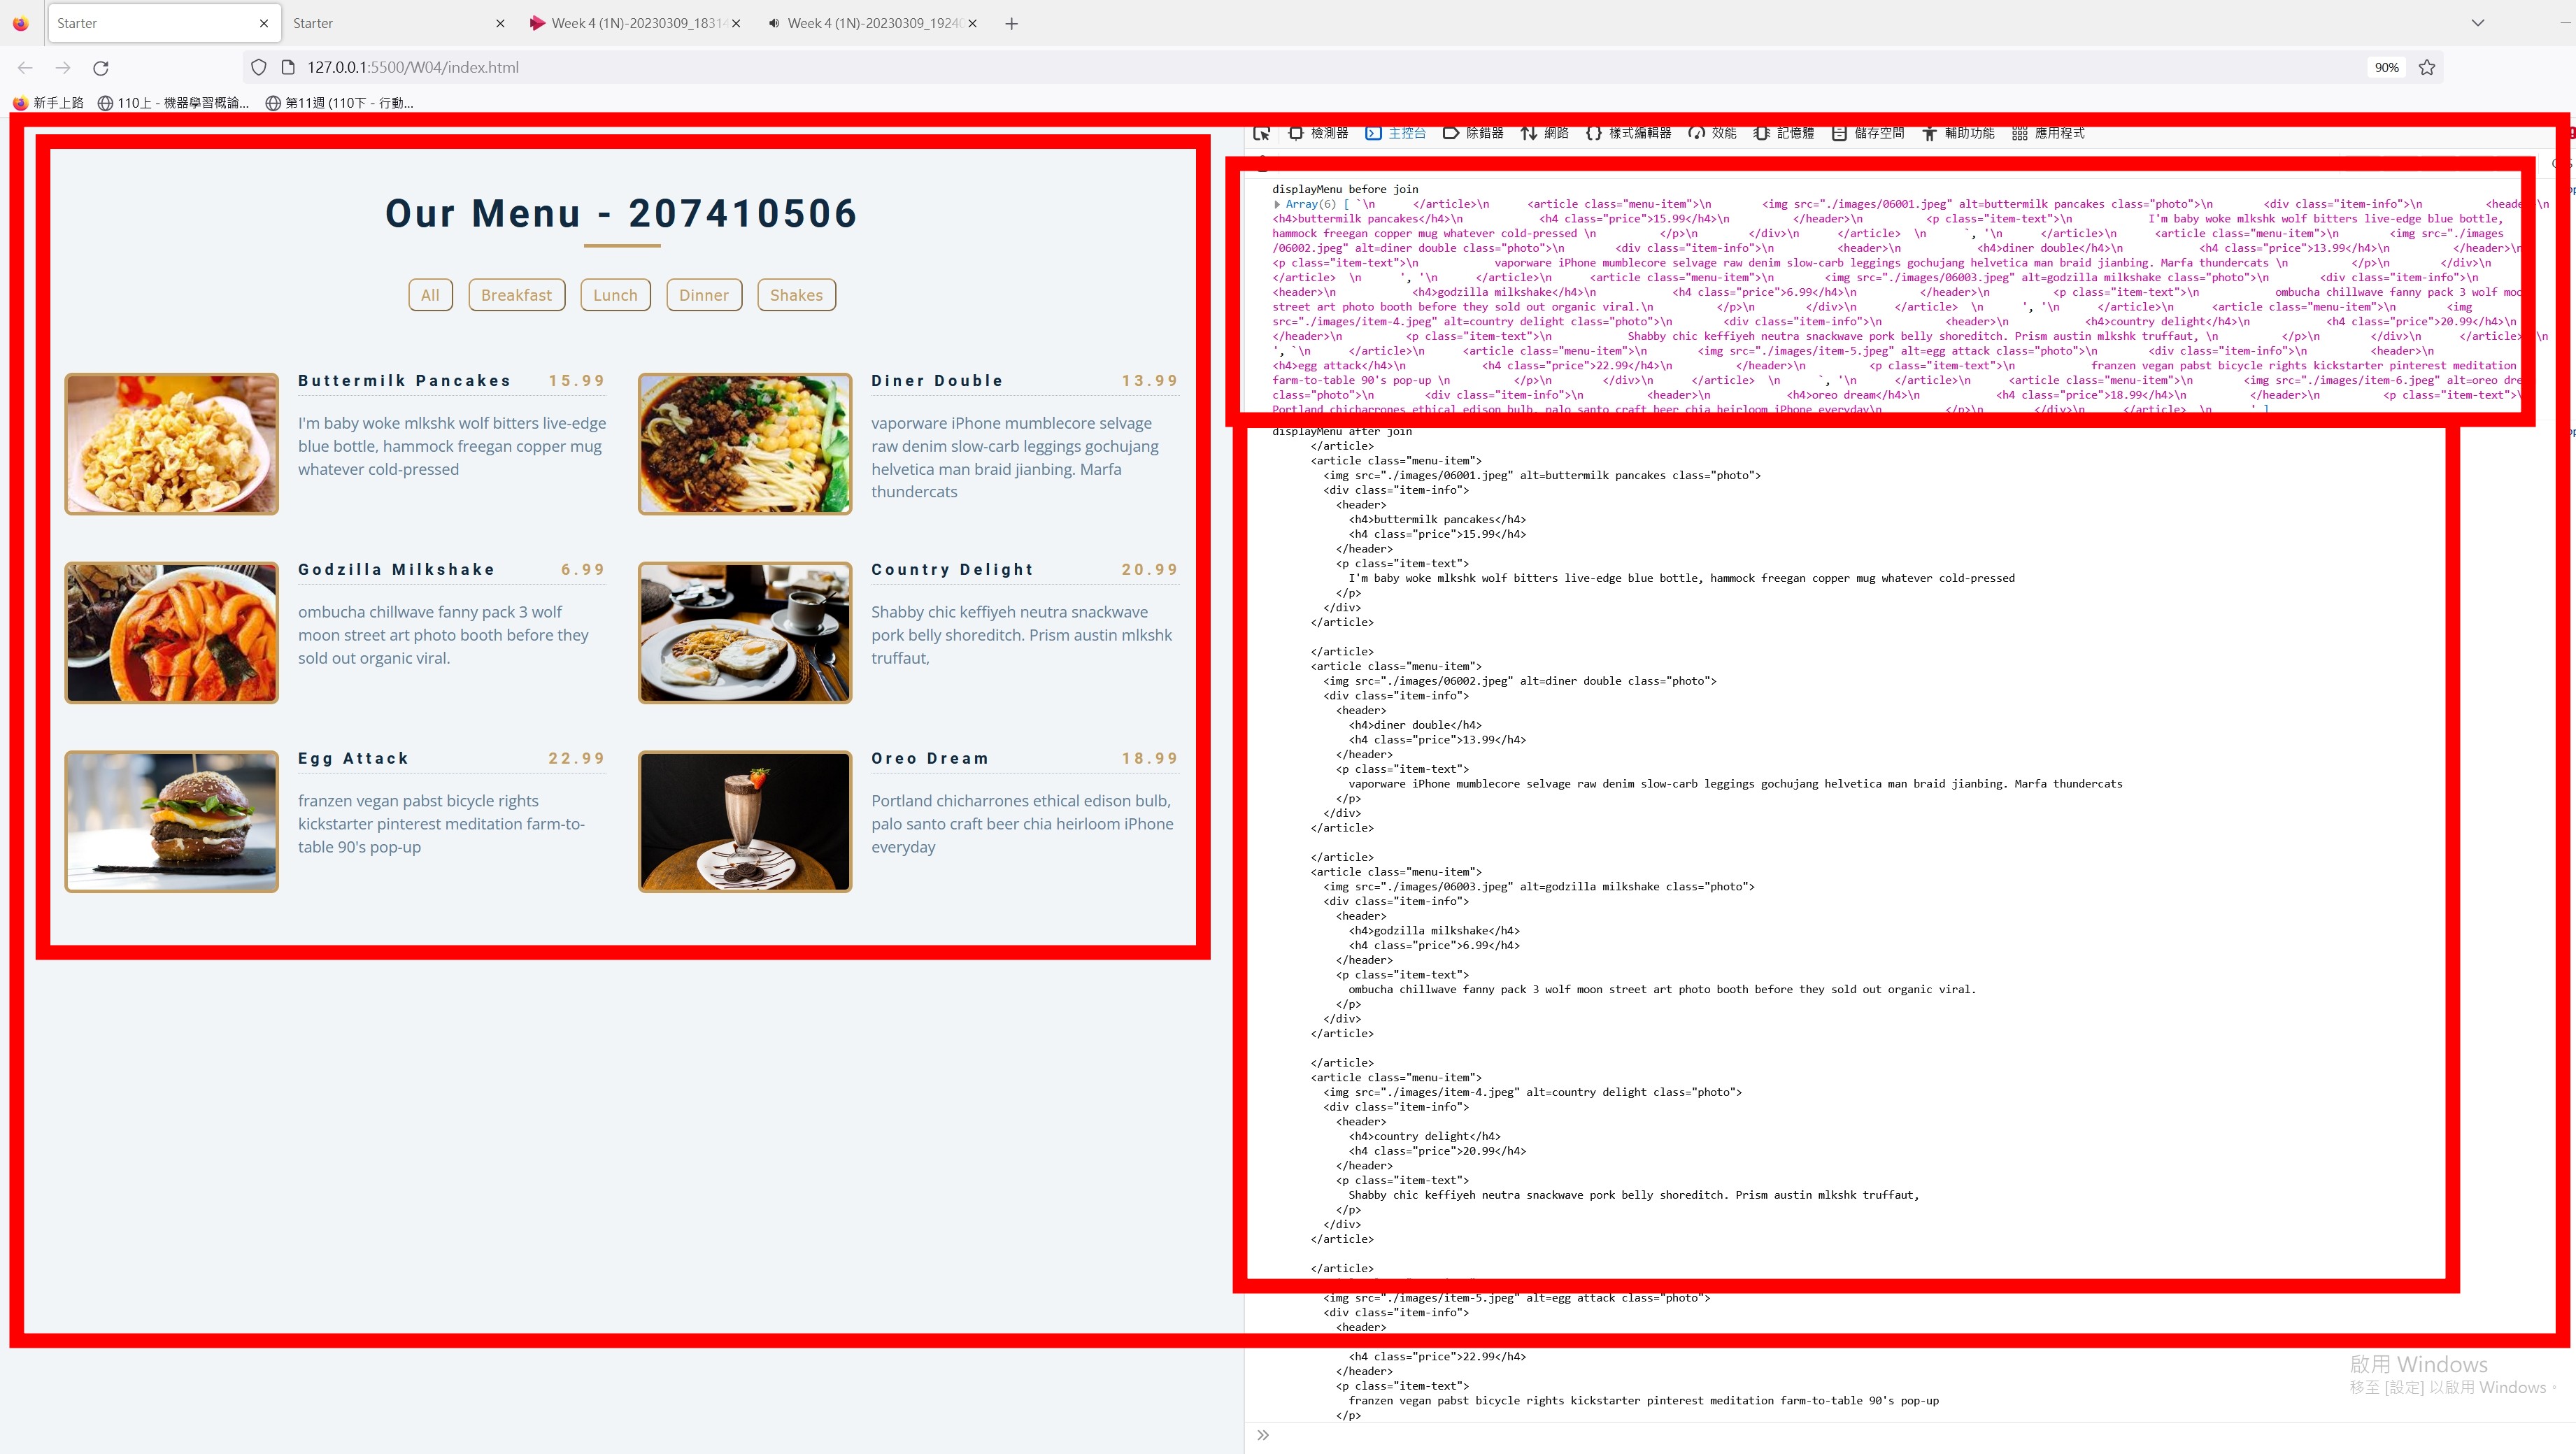 Starter
Starter
Week 4 (1N)-20230309_1831
Week 4 (1N)-20230309_1924
127.0.0.1:5500/W04/index.html
90%
新手上路
110上 - 機器學習概論...
第11週 (110下 - 行動...
檢測器 主控台 除錯器 網路 樣式編輯器 效能 記憶體 儲存空間 輔助功能 應用程式
Our Menu - 207410506
All Breakfast Lunch Dinner Shakes
Buttermilk Pancakes 15.99
I'm baby woke mlkshk wolf bitters live-edge
blue bottle, hammock freegan copper mug
whatever cold-pressed
Diner Double 13.99
vaporware iPhone mumblecore selvage
raw denim slow-carb leggings gochujang
helvetica man braid jianbing. Marfa
thundercats
Godzilla Milkshake 6.99
ombucha chillwave fanny pack 3 wolf
moon street art photo booth before they
sold out organic viral.
Country Delight 20.99
Shabby chic keffiyeh neutra snackwave
pork belly shoreditch. Prism austin mlkshk
truffaut,
Egg Attack 22.99
franzen vegan pabst bicycle rights
kickstarter pinterest meditation farm-to-
table 90's pop-up
Oreo Dream 18.99
Portland chicharrones ethical edison bulb,
palo santo craft beer chia heirloom iPhone
everyday
displayMenu before join
Array(6) [ `\n </article>\n <article class="menu-item">\n <img src="./images/06001.jpeg" alt=buttermilk pancakes class="photo">\n <div class="item-info">\n <header>\n
<h4>buttermilk pancakes</h4>\n <h4 class="price">15.99</h4>\n </header>\n <p class="item-text">\n I'm baby woke mlkshk wolf bitters live-edge blue bottle,
hammock freegan copper mug whatever cold-pressed \n </p>\n </div>\n </article> \n `, '\n </article>\n <article class="menu-item">\n <img src="./images
/06002.jpeg" alt=diner double class="photo">\n <div class="item-info">\n <header>\n <h4>diner double</h4>\n <h4 class="price">13.99</h4>\n </header>\n
<p class="item-text">\n vaporware iPhone mumblecore selvage raw denim slow-carb leggings gochujang helvetica man braid jianbing. Marfa thundercats \n </p>\n </div>\n
</article> \n ', '\n </article>\n <article class="menu-item">\n <img src="./images/06003.jpeg" alt=godzilla milkshake class="photo">\n <div class="item-info">\n
<header>\n <h4>godzilla milkshake</h4>\n <h4 class="price">6.99</h4>\n </header>\n <p class="item-text">\n ombucha chillwave fanny pack 3 wolf
street art photo booth before they sold out organic viral.\n </p>\n </div>\n </article> \n ', '\n </article>\n <article class="menu-item">\n <img
src="./images/item-4.jpeg" alt=country delight class="photo">\n <div class="item-info">\n <header>\n <h4>country delight</h4>\n <h4 class="price">20.99</h4>\n
</header>\n <p class="item-text">\n Shabby chic keffiyeh neutra snackwave pork belly shoreditch. Prism austin mlkshk truffaut, \n </p>\n </div>\n </article> \n
', `\n </article>\n <article class="menu-item">\n <img src="./images/item-5.jpeg" alt=egg attack class="photo">\n <div class="item-info">\n <header>\n
<h4>egg attack</h4>\n <h4 class="price">22.99</h4>\n </header>\n <p class="item-text">\n franzen vegan pabst bicycle rights kickstarter pinterest meditation
farm-to-table 90's pop-up \n </p>\n </div>\n </article> \n `, '\n </article>\n <article class="menu-item">\n <img src="./images/item-6.jpeg" alt=oreo
class="photo">\n <div class="item-info">\n <header>\n <h4>oreo dream</h4>\n <h4 class="price">18.99</h4>\n </header>\n <p class="item-text">
Portland chicharrones ethical edison bulb, palo santo craft beer chia heirloom iPhone everyday\n </p>\n </div>\n </article> \n ' ]
displayMenu after join
</article>
<article class="menu-item">
<img src="./images/06001.jpeg" alt=buttermilk pancakes class="photo">
<div class="item-info">
<header>
<h4>buttermilk pancakes</h4>
<h4 class="price">15.99</h4>
</header>
<p class="item-text">
I'm baby woke mlkshk wolf bitters live-edge blue bottle, hammock freegan copper mug whatever cold-pressed
</p>
</div>
</article>
</article>
<article class="menu-item">
<img src="./images/06002.jpeg" alt=diner double class="photo">
<div class="item-info">
<header>
<h4>diner double</h4>
<h4 class="price">13.99</h4>
</header>
<p class="item-text">
vaporware iPhone mumblecore selvage raw denim slow-carb leggings gochujang helvetica man braid jianbing. Marfa thundercats
</p>
</div>
</article>
</article>
<article class="menu-item">
<img src="./images/06003.jpeg" alt=godzilla milkshake class="photo">
<div class="item-info">
<header>
<h4>godzilla milkshake</h4>
<h4 class="price">6.99</h4>
</header>
<p class="item-text">
ombucha chillwave fanny pack 3 wolf moon street art photo booth before they sold out organic viral.
</p>
</div>
</article>
</article>
<article class="menu-item">
<img src="./images/item-4.jpeg" alt=country delight class="photo">
<div class="item-info">
<header>
<h4>country delight</h4>
<h4 class="price">20.99</h4>
</header>
<p class="item-text">
Shabby chic keffiyeh neutra snackwave pork belly shoreditch. Prism austin mlkshk truffaut,
</p>
</div>
</article>
</article>
<img src="./images/item-5.jpeg" alt=egg attack class="photo">
<div class="item-info">
<header>
<h4 class="price">22.99</h4>
</header>
<p class="item-text">
franzen vegan pabst bicycle rights kickstarter pinterest meditation farm-to-table 90's pop-up
</p>
啟用 Windows
移至 [設定] 以啟用 Windows。